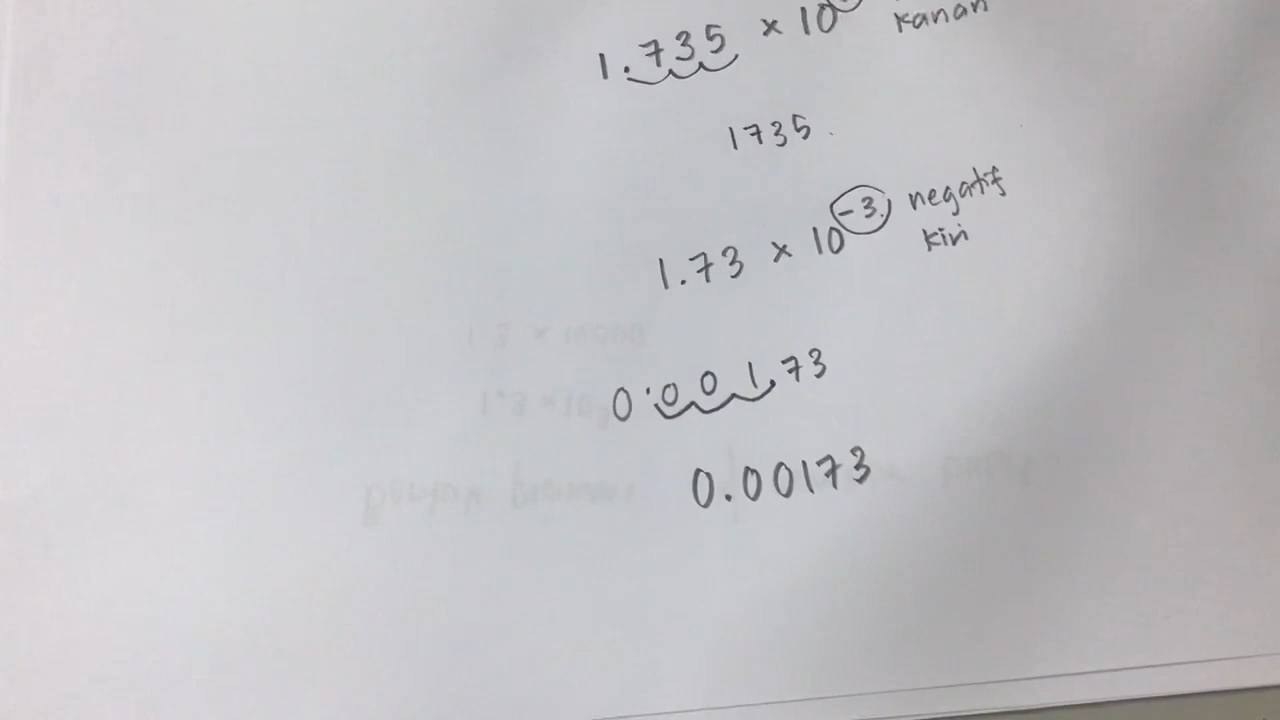 1.735 × 10 kanan
1735.
1.73 × 10^-3 negatif
kiri
0.001.73
0.00173